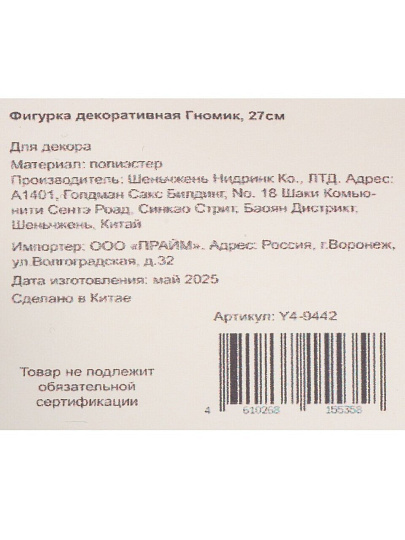 Фигурка декоративная Гномик, 27см
Для декора
Материал: полиэстер
Производитель: Шеньчжень Нидринк Ко., ЛТД. Адрес:
А1401, Голдман Сакс Билдинг, No. 18 Шаки Комью-
нити Сентэ Роад, Синкао Стрит, Баоян Дистрикт,
Шеньчжень, Китай
Импортер: ООО «ПРАЙМ». Адрес: Россия, г.Воронеж,
ул.Волгоградская, д.32
Дата изготовления: май 2025
Сделано в Китае
Артикул: Y4-9442
Товар не подлежит
обязательной
сертификации
4 610268 155358